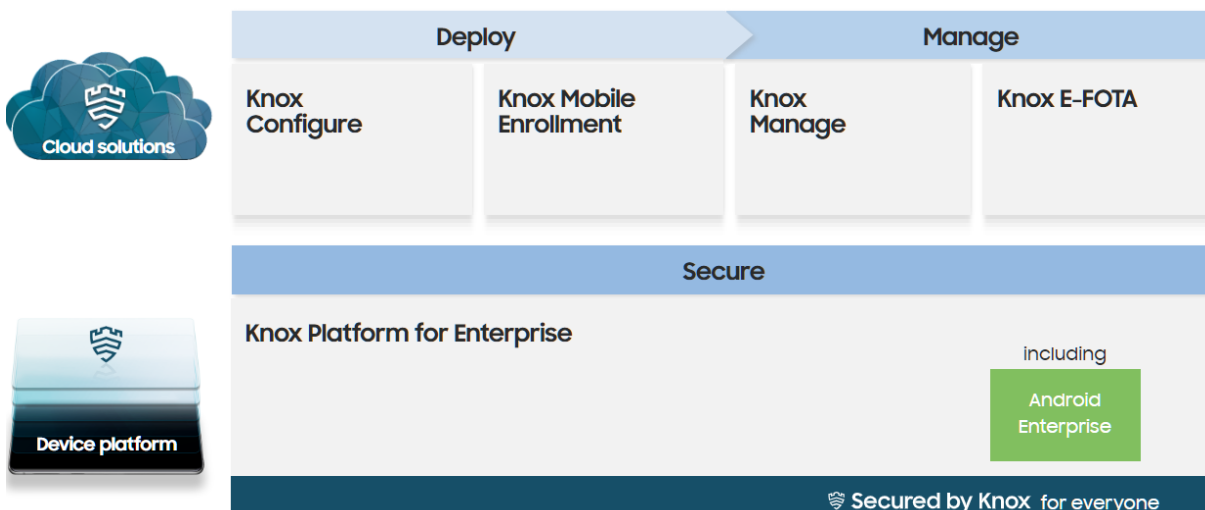 Deploy
Manage
Cloud solutions
Knox
Configure
Knox Mobile
Enrollment
Knox
Manage
Knox E-FOTA
Secure
Device platform
Knox Platform for Enterprise
including
Android
Enterprise
Secured by Knox for everyone